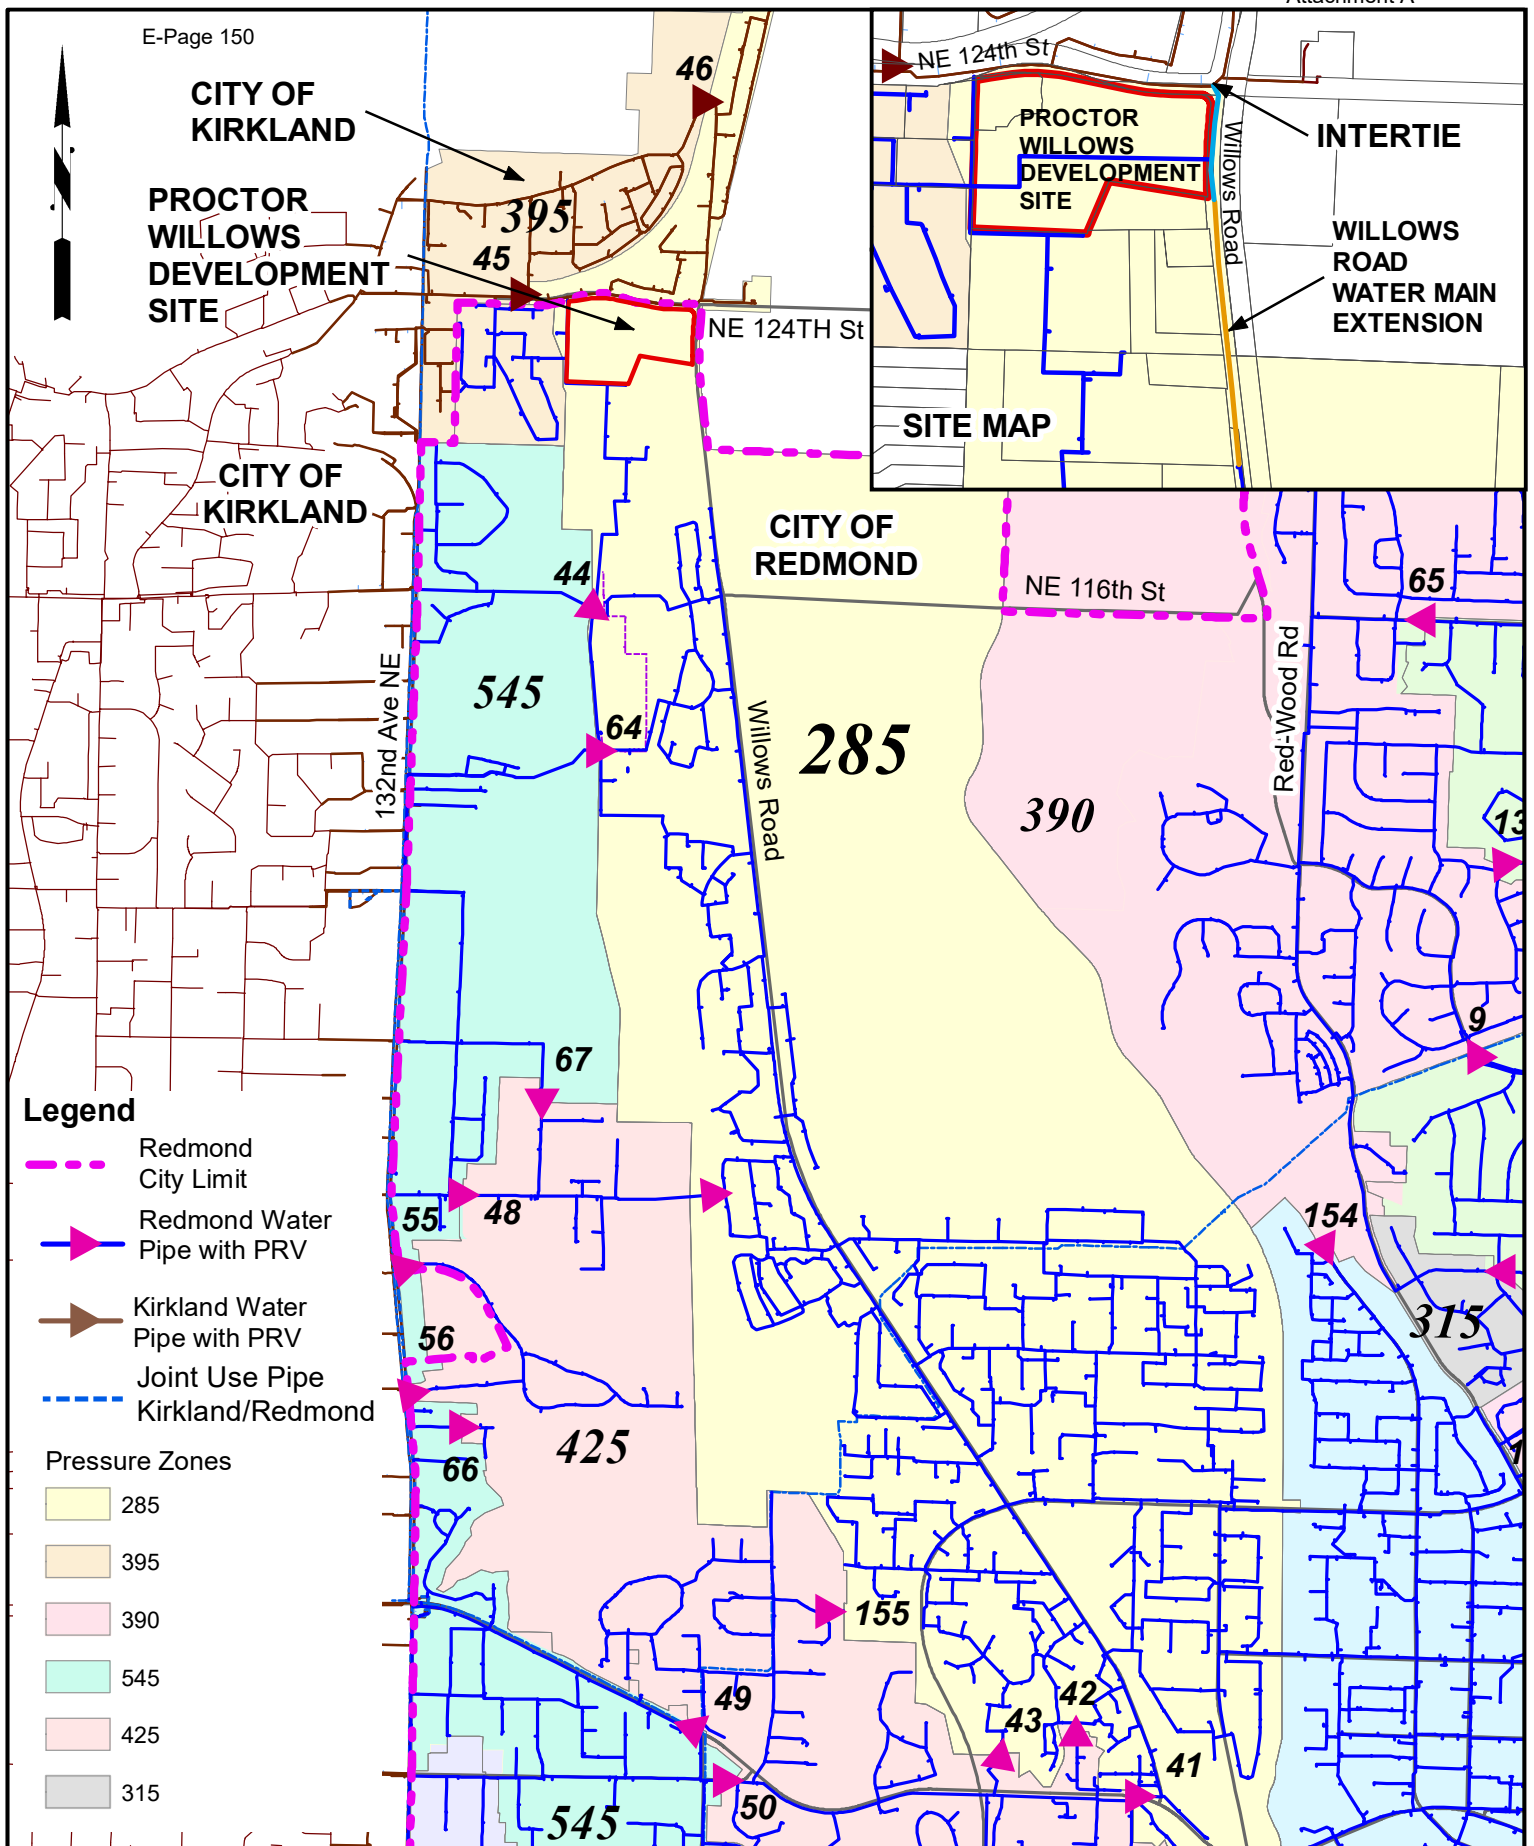 E-Page 150
CITY OF
KIRKLAND
PROCTOR
WILLOWS
DEVELOPMENT
SITE
46
395
45
NE 124TH St
NE 124th St
PROCTOR
WILLOWS
DEVELOPMENT
SITE
INTERTIE
Willows Road
WILLOWS
ROAD
WATER MAIN
EXTENSION
SITE MAP
CITY OF
KIRKLAND
CITY OF
REDMOND
44
NE 116th St
65
132nd Ave NE
545
64
Willows Road
285
Red-Wood Rd
390
13
9
67
55
48
154
56
315
425
66
155
49
42
43
41
50
545
Legend
Redmond
City Limit
Redmond Water
Pipe with PRV
Kirkland Water
Pipe with PRV
Joint Use Pipe
Kirkland/Redmond
Pressure Zones
285
395
390
545
425
315